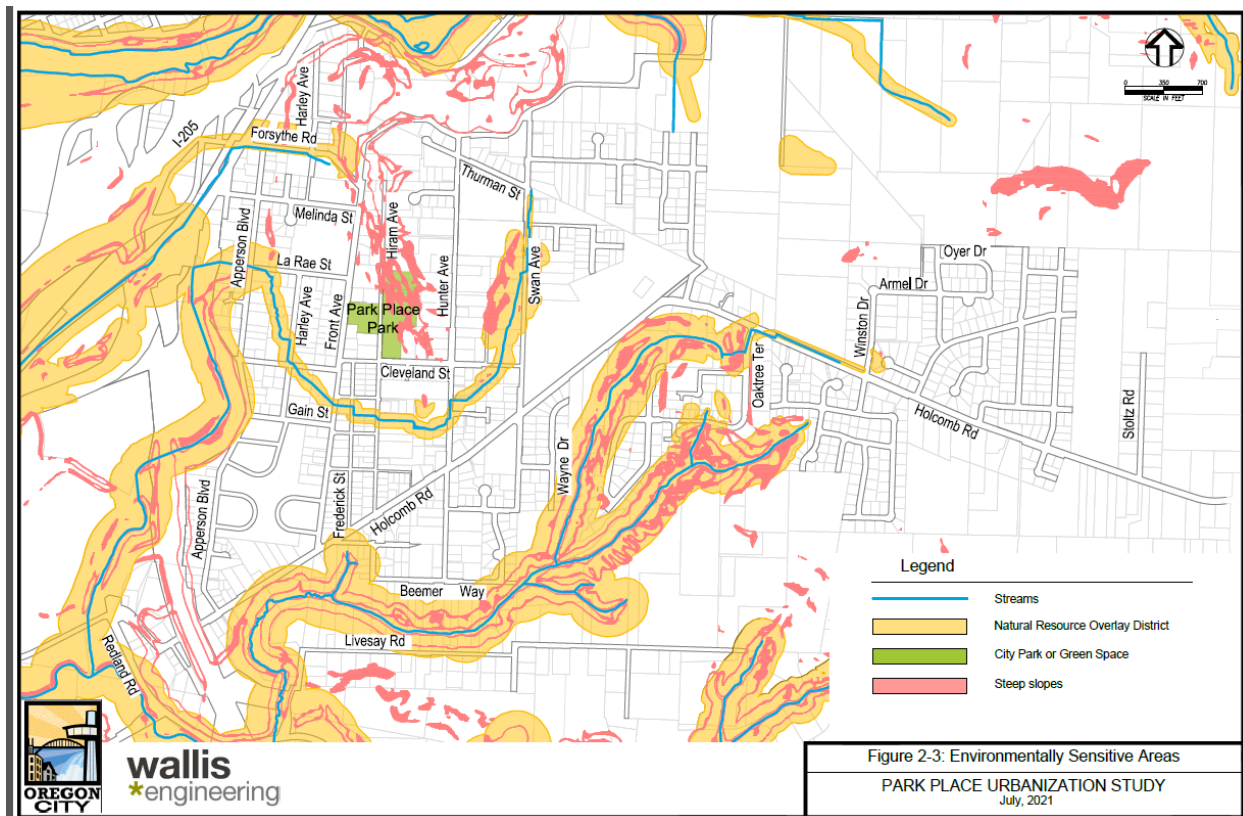 Harley Ave
I-205
Forsythe Rd
0 350 700
SCALE IN FEET
Thurman St
Melinda St
Hiram Ave
Apperson Blvd
La Rae St
Swan Ave
Hunter Ave
Oyer Dr
Armel Dr
Harley Ave
Front Ave
Park Place
Park
Winston Dr
Cleveland St
Oaktree Ter
Gain St
Holcomb Rd
Stoltz Rd
Wayne Dr
Apperson Blvd
Frederick St
Holcomb Rd
Beemer Way
Livesay Rd
Redland Rd
Legend
Streams
Natural Resource Overlay District
City Park or Green Space
Steep slopes
OREGON
CITY
wallis
*engineering
Figure 2-3: Environmentally Sensitive Areas
PARK PLACE URBANIZATION STUDY
July, 2021